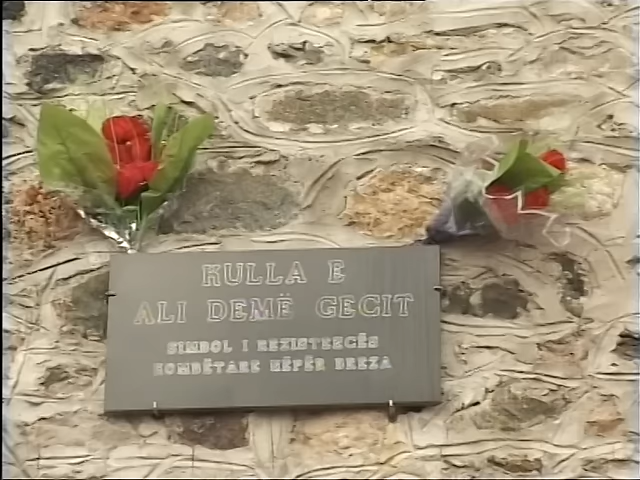 KULLA E
ALI DEMË GECIT
SIMBOL I REZISTENCËS
KOMBËTARE NËPËR BREZA